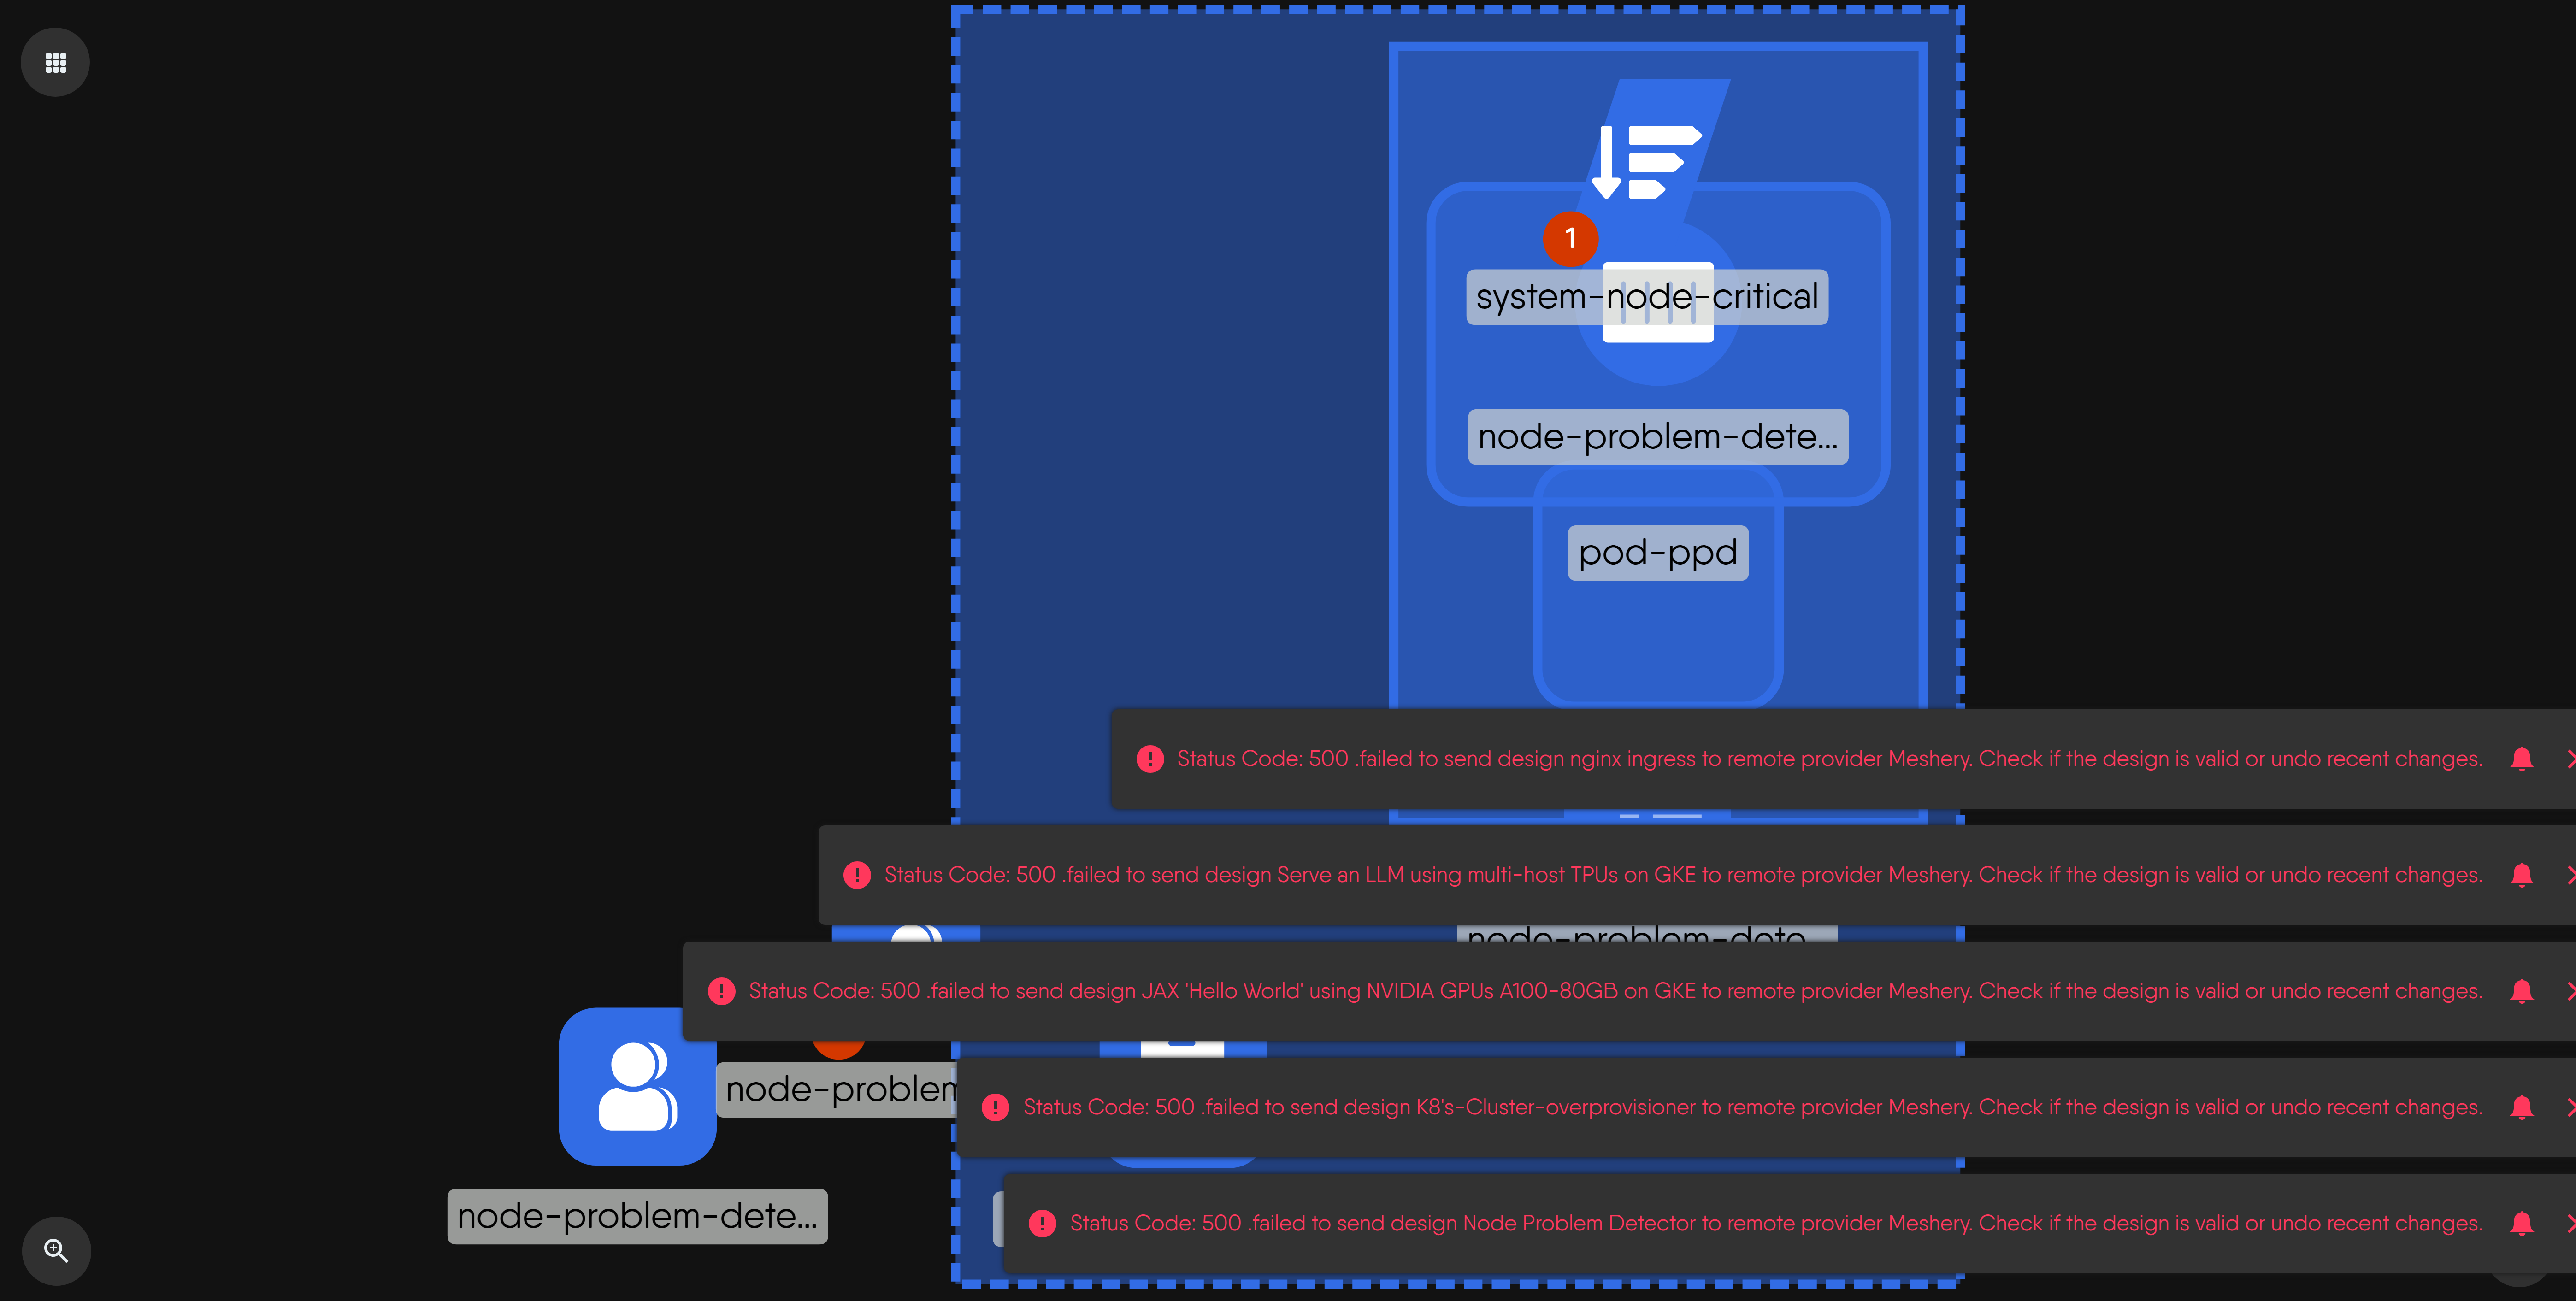 1
system-node-critical
node-problem-dete...
pod-ppd
Status Code: 500 .failed to send design nginx ingress to remote provider Meshery. Check if the design is valid or undo recent changes.
Status Code: 500 .failed to send design Serve an LLM using multi-host TPUs on GKE to remote provider Meshery. Check if the design is valid or undo recent changes.
node-problem-dete...
Status Code: 500 .failed to send design JAX 'Hello World' using NVIDIA GPUs A100-80GB on GKE to remote provider Meshery. Check if the design is valid or undo recent changes.
node-problem
Status Code: 500 .failed to send design K8's-Cluster-overprovisioner to remote provider Meshery. Check if the design is valid or undo recent changes.
node-problem-dete...
Status Code: 500 .failed to send design Node Problem Detector to remote provider Meshery. Check if the design is valid or undo recent changes.